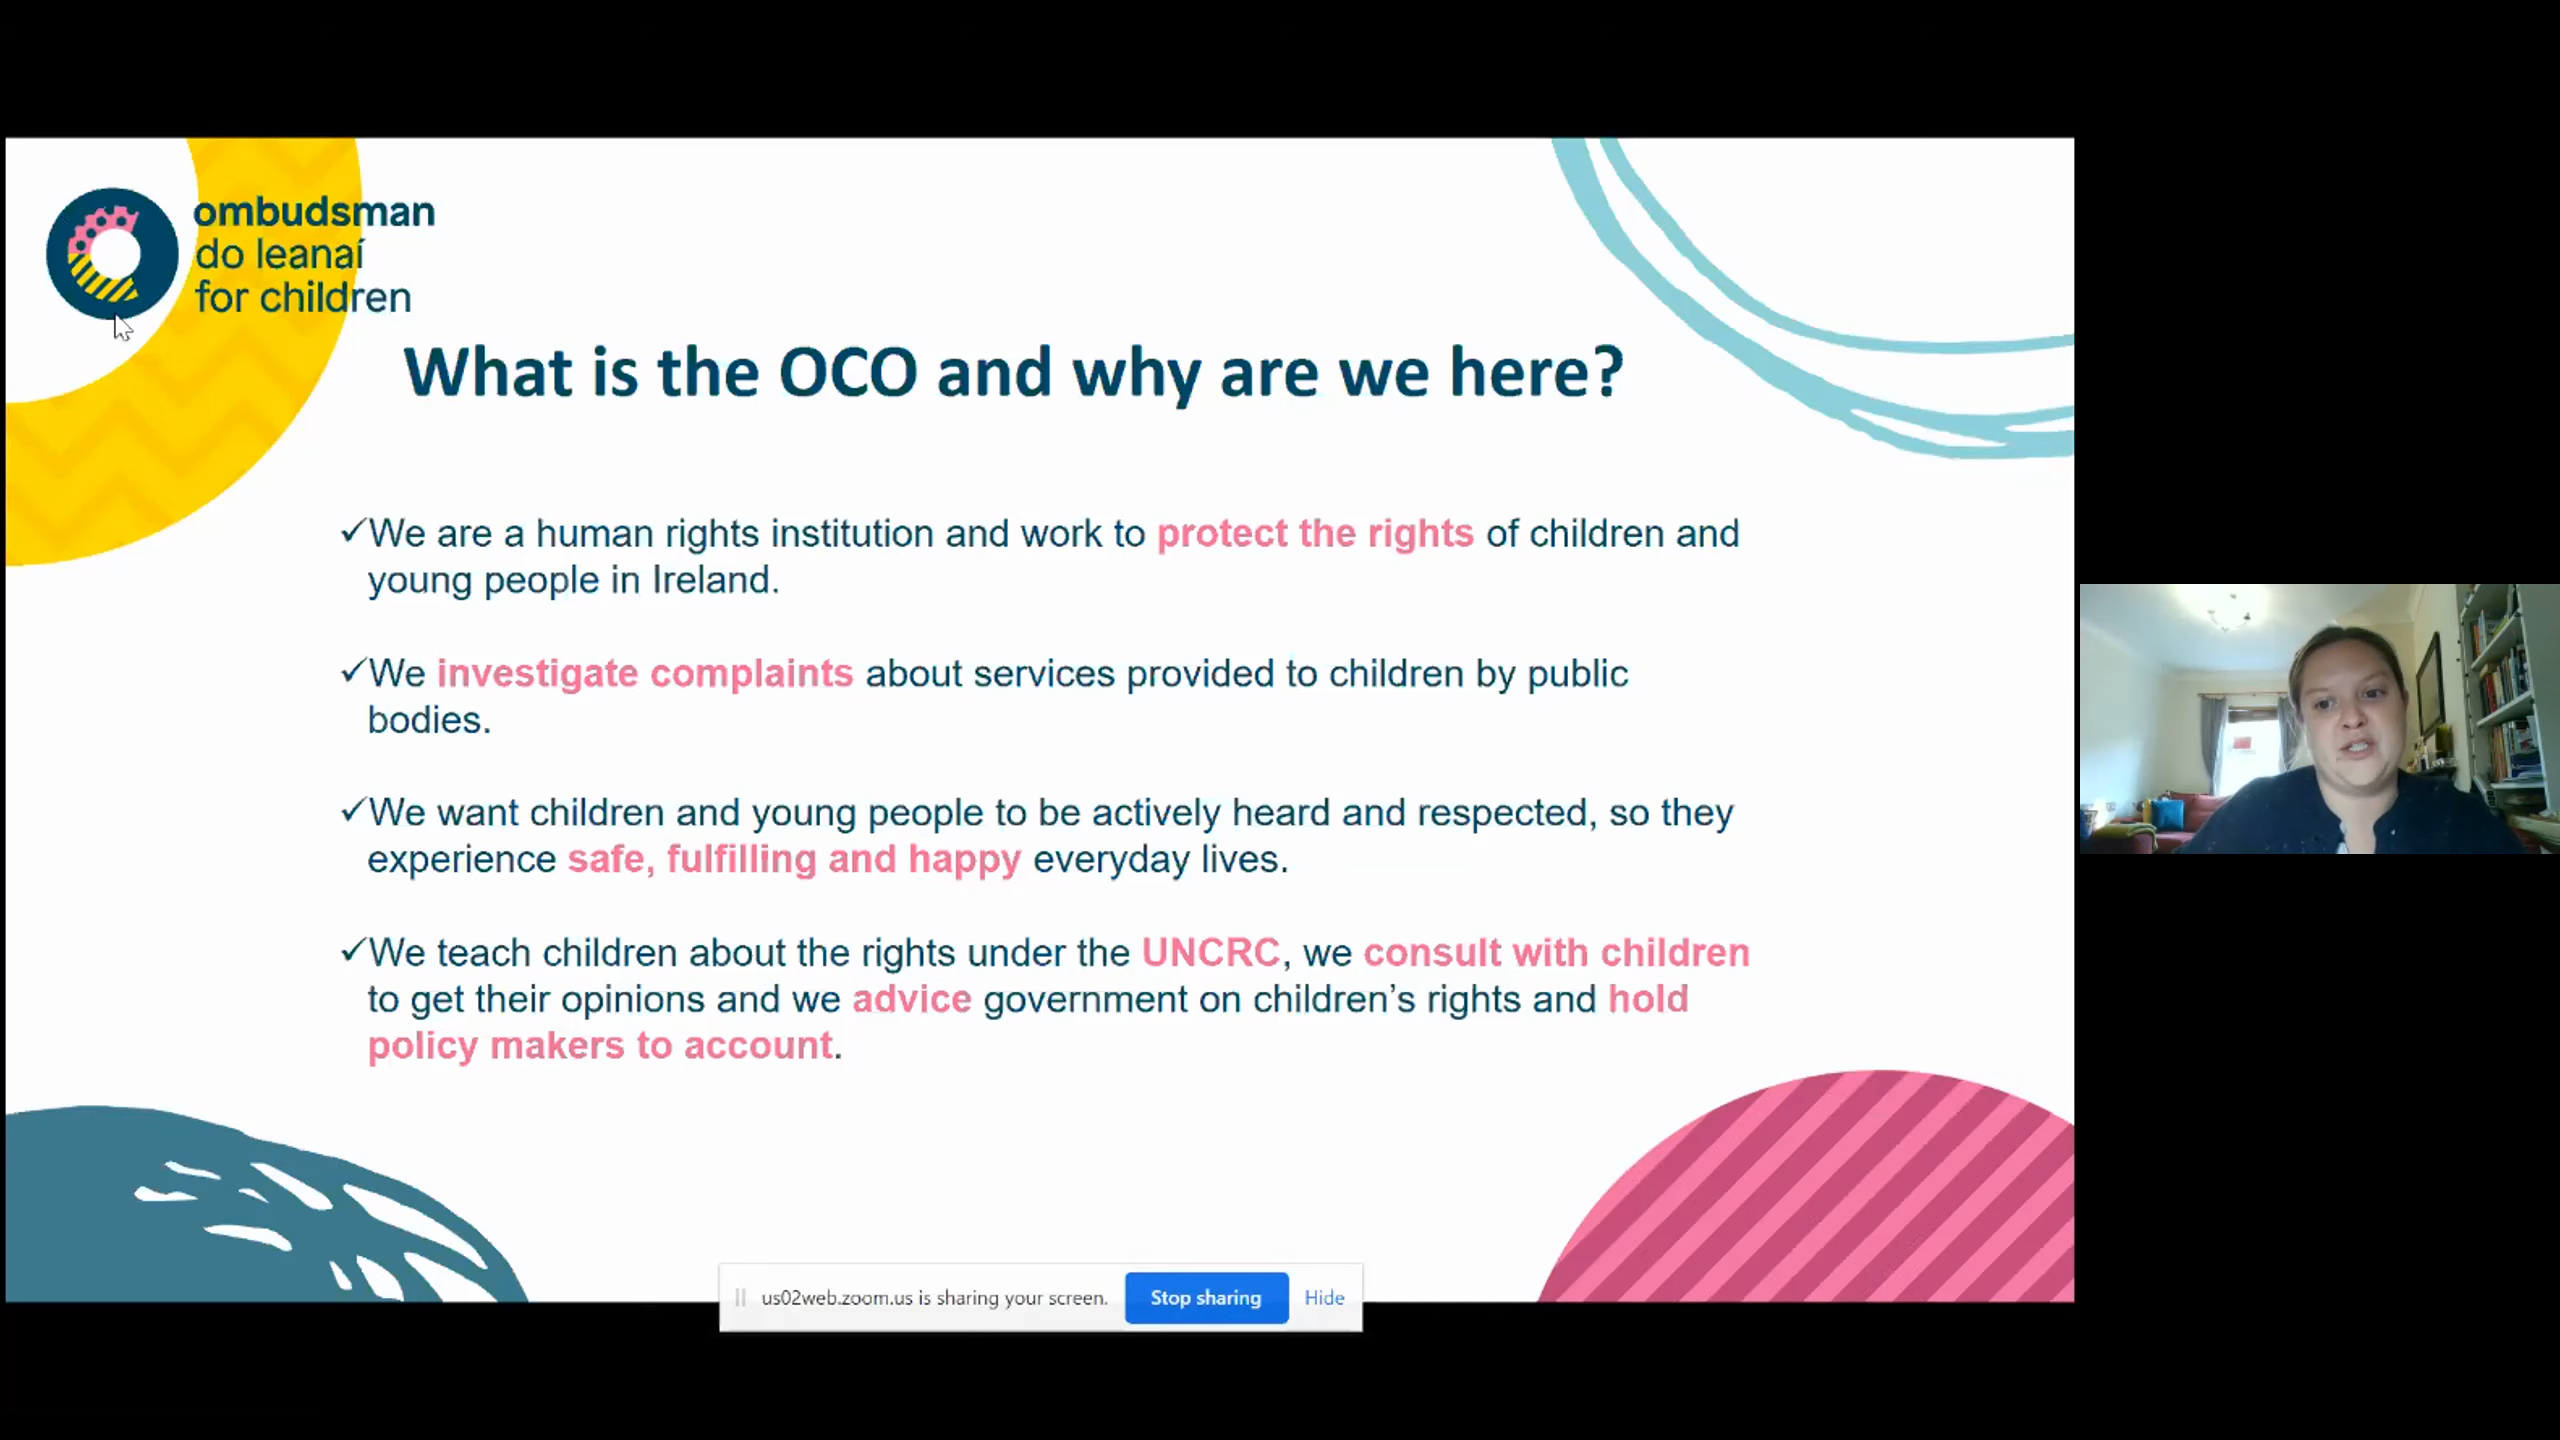 ombudsman
do leanaí
for children
What is the OCO and why are we here?
✓We are a human rights institution and work to protect the rights of children and
young people in Ireland.
✓We investigate complaints about services provided to children by public
bodies.
✓We want children and young people to be actively heard and respected, so they
experience safe, fulfilling and happy everyday lives.
✓We teach children about the rights under the UNCRC, we consult with children
to get their opinions and we advice government on children’s rights and hold
policy makers to account.
us02web.zoom.us is sharing your screen. Stop sharing Hide